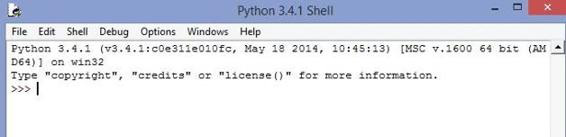 Python 3.4.1 Shell
File Edit Shell Debug Options Windows Help
Python 3.4.1 (v3.4.1:c0e311e010fc, May 18 2014, 10:45:13) [MSC v.1600 64 bit (AM
D64)] on win32
Type "copyright", "credits" or "license()" for more information.
>>>